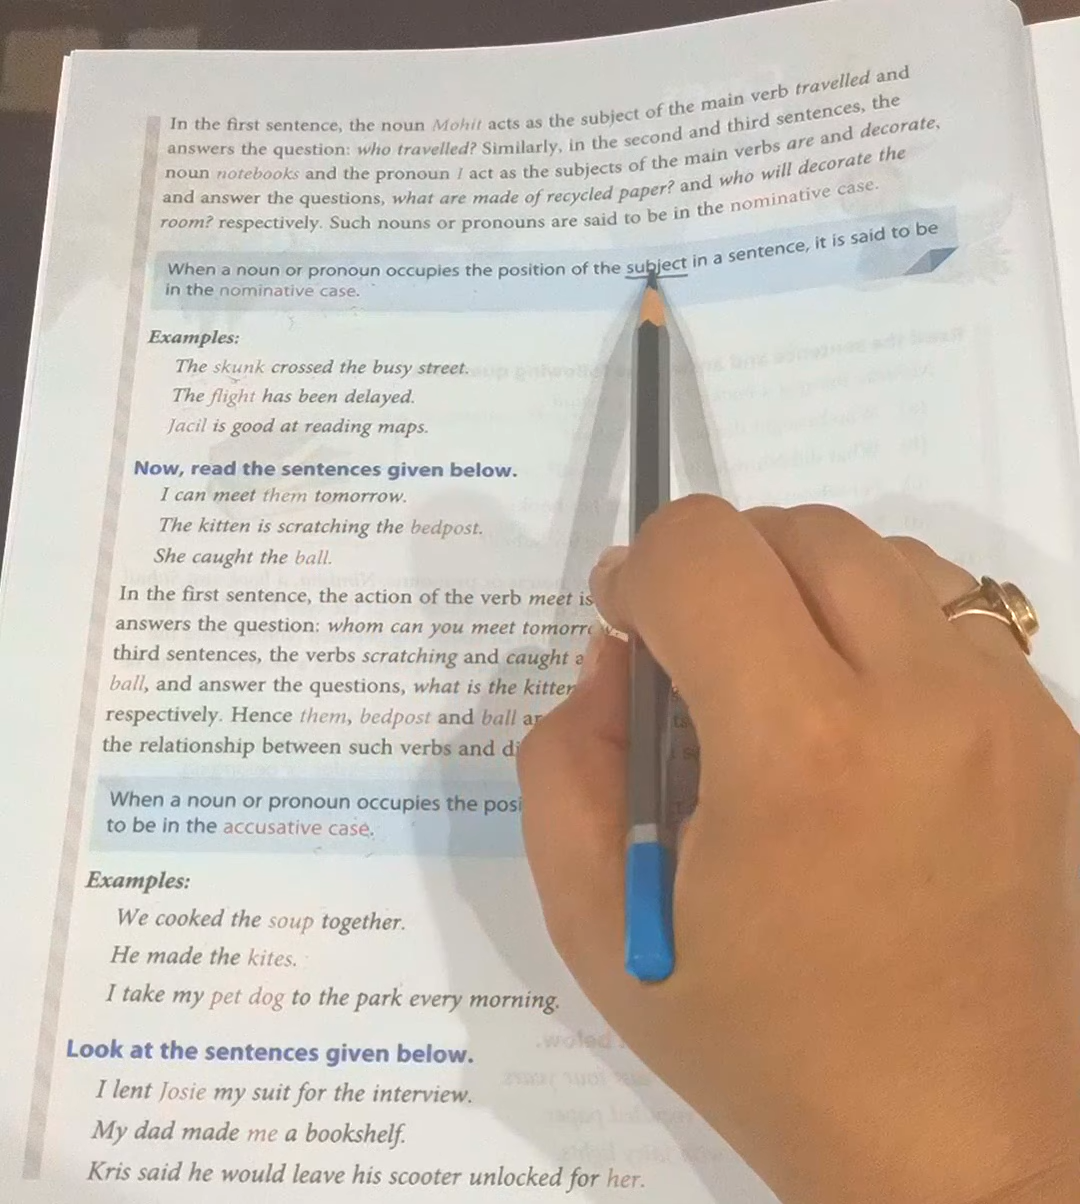 In the first sentence, the noun Mohit acts as the subject of the main verb travelled and
answers the question: who travelled? Similarly, in the second and third sentences, the
noun notebooks and the pronoun I act as the subjects of the main verbs are and decorate,
and answer the questions, what are made of recycled paper? and who will decorate the
room? respectively. Such nouns or pronouns are said to be in the nominative case.
When a noun or pronoun occupies the position of the subject in a sentence, it is said to be
in the nominative case.
Examples:
The skunk crossed the busy street.
The flight has been delayed.
Jacil is good at reading maps.
Now, read the sentences given below.
I can meet them tomorrow.
The kitten is scratching the bedpost.
She caught the ball.
In the first sentence, the action of the verb meet is
answers the question: whom can you meet
third sentences, the verbs scratching and caught
ball, and answer the questions, what is the
respectively. Hence them, bedpost and ball
the relationship between such verbs and
When a noun or pronoun occupies the
to be in the accusative case.
Examples:
We cooked the soup together.
He made the kites.
I take my pet dog to the park every morning.
Look at the sentences given below.
I lent Josie my suit for the interview.
My dad made me a bookshelf.
Kris said he would leave his scooter unlocked for her.